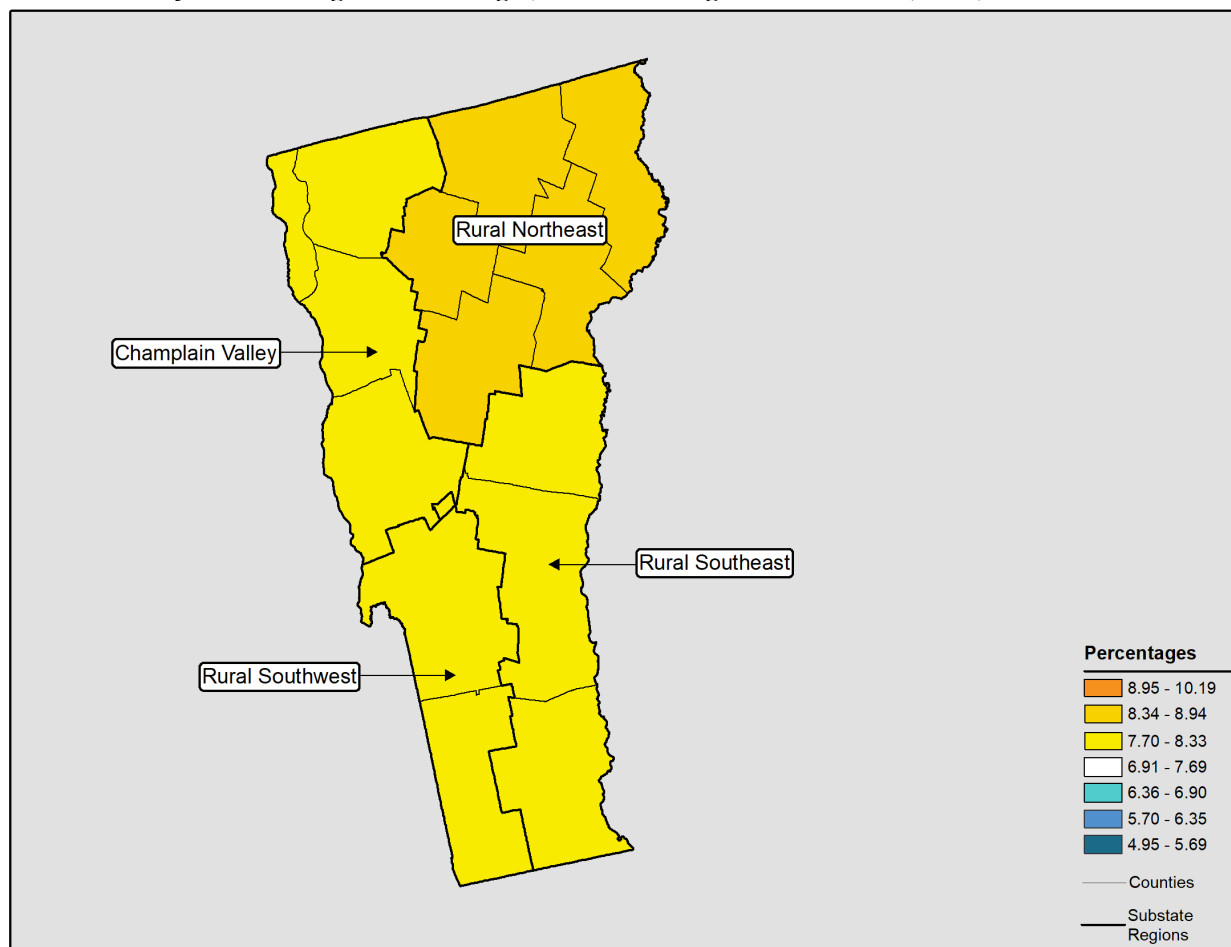 Rural Northeast
Champlain Valley
Rural Southeast
Rural Southwest
Percentages
8.95 - 10.19
8.34 - 8.94
7.70 - 8.33
6.91 - 7.69
6.36 - 6.90
5.70 - 6.35
4.95 - 5.69
Counties
Substate
Regions